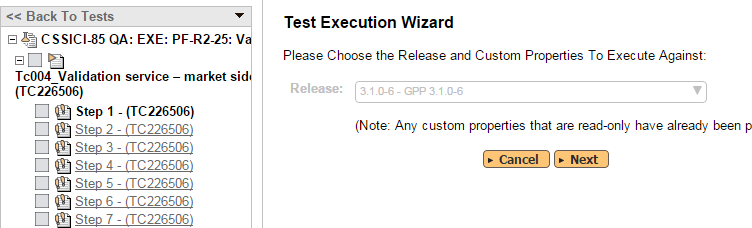 << Back To Tests
CSSICI-85 QA: EXE: PF-R2-25: Va
Tc004_Validation service – market side
(TC226506)
Step 1 - (TC226506)
Step 2 - (TC226506)
Step 3 - (TC226506)
Step 4 - (TC226506)
Step 5 - (TC226506)
Step 6 - (TC226506)
Step 7 - (TC226506)
Test Execution Wizard
Please Choose the Release and Custom Properties To Execute Against:
Release: 3.1.0-6 - GPP 3.1.0-6
(Note: Any custom properties that are read-only have already been p
Cancel Next